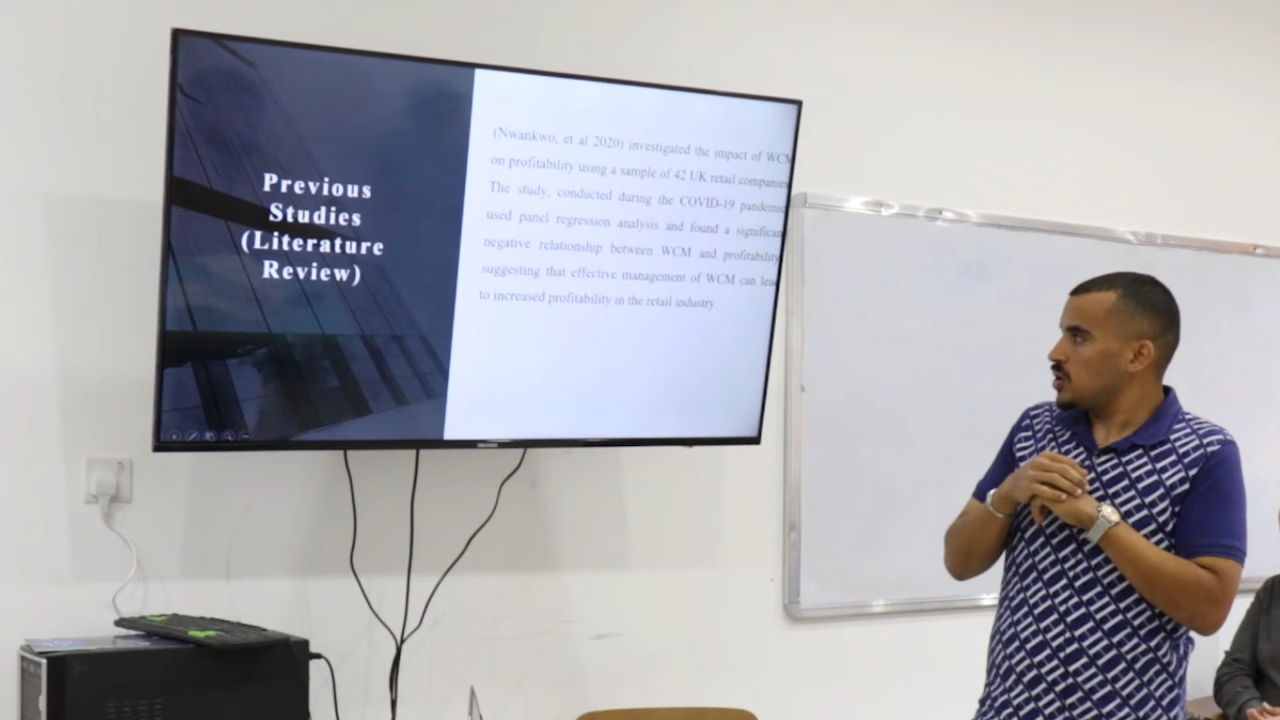 Previous
Studies
(Literature
Review)
(Nwankwo, et al 2020) investigated the impact of WCM
on profitability using a sample of 42 UK retail companies
The study, conducted during the COVID-19 pandemic
used panel regression analysis and found a significan
negative relationship between WCM and profitability
suggesting that effective management of WCM can lead
to increased profitability in the retail industry.